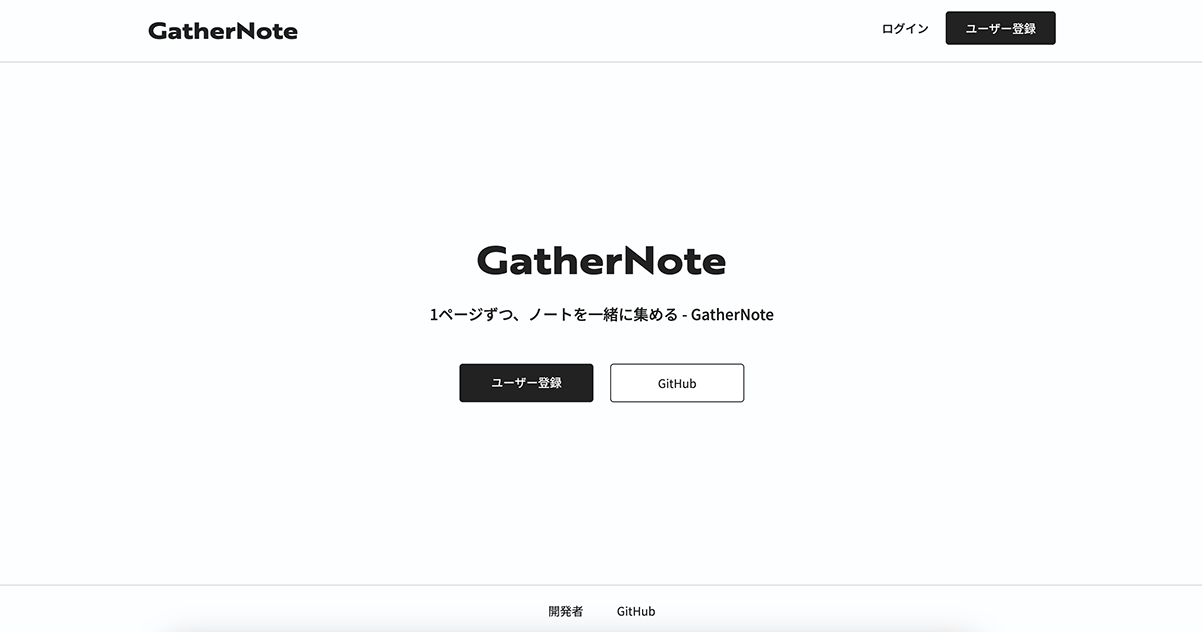 GatherNote
ログイン
ユーザー登録
GatherNote
1ページずつ、ノートを一緒に集める - GatherNote
ユーザー登録
GitHub
開発者
GitHub